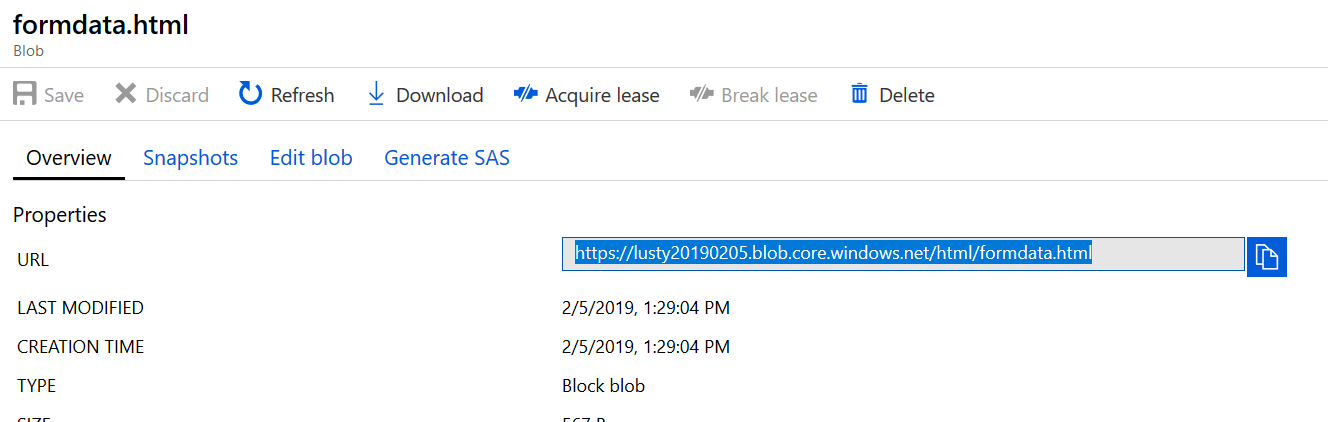 formdata.html
Blob
Save Discard Refresh Download Acquire lease Break lease Delete
Overview Snapshots Edit blob Generate SAS
Properties
URL https://lusty20190205.blob.core.windows.net/html/formdata.html
LAST MODIFIED 2/5/2019, 1:29:04 PM
CREATION TIME 2/5/2019, 1:29:04 PM
TYPE Block blob
SIZE 567 B